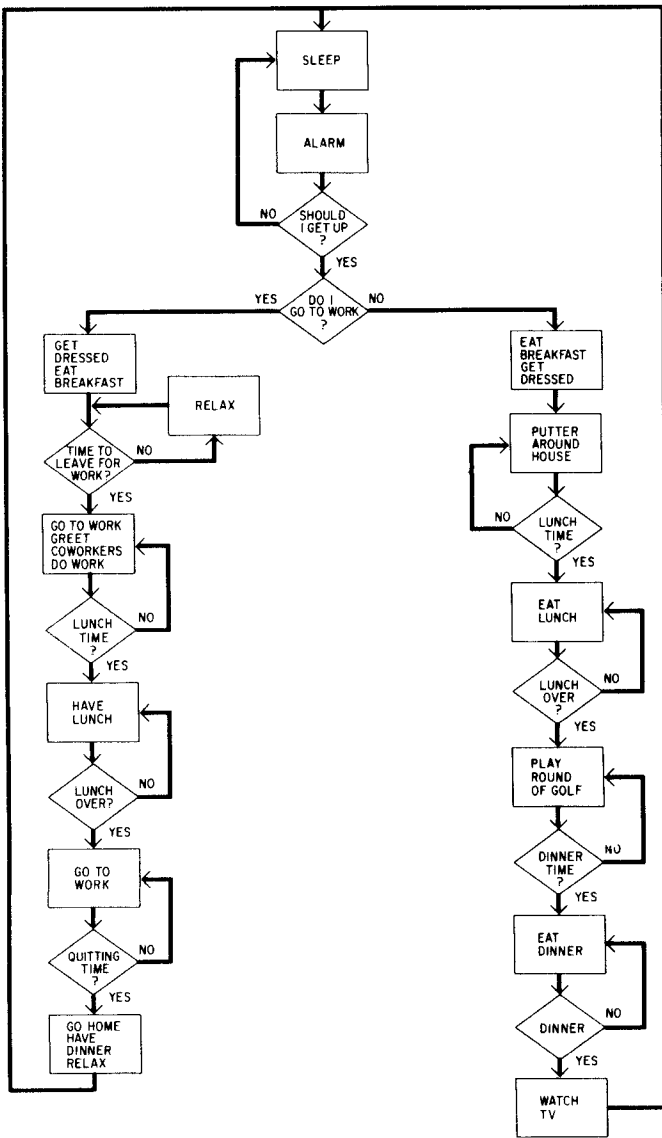 SLEEP
ALARM
NO
SHOULD
I GET UP
?
YES
YES
DO I
GO TO WORK
?
NO
GET
DRESSED
EAT
BREAKFAST
RELAX
TIME TO
LEAVE FOR
WORK?
NO
YES
GO TO WORK
GREET
COWORKERS
DO WORK
LUNCH
TIME
?
NO
YES
HAVE
LUNCH
LUNCH
OVER?
NO
YES
GO TO
WORK
QUITTING
TIME
?
NO
YES
GO HOME
HAVE
DINNER
RELAX
EAT
BREAKFAST
GET
DRESSED
PUTTER
AROUND
HOUSE
NO
LUNCH
TIME
?
YES
EAT
LUNCH
LUNCH
OVER
?
NO
YES
PLAY
ROUND
OF GOLF
DINNER
TIME
?
NO
YES
EAT
DINNER
DINNER
NO
YES
WATCH
TV